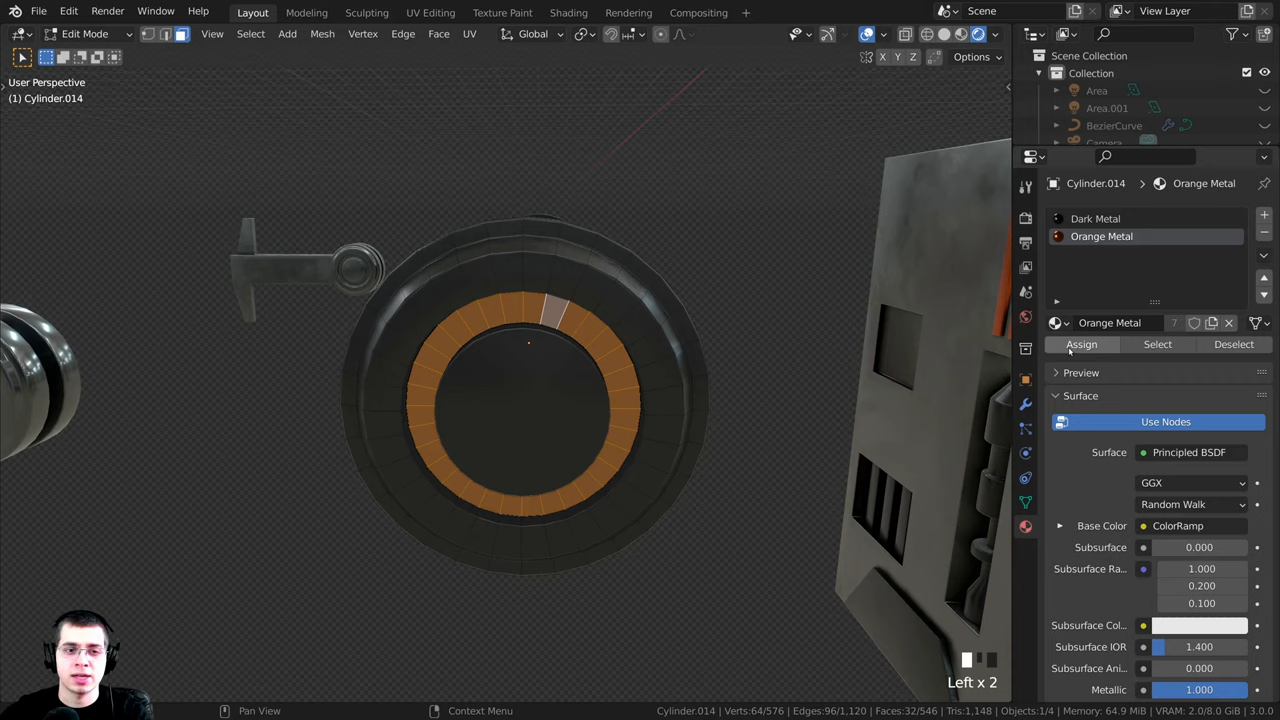 File Edit Render Window Help Layout Modeling Sculpting UV Editing Texture Paint Shading Rendering Compositing + Scene View Layer
Edit Mode View Select Add Mesh Vertex Edge Face UV Global
X Y Z Options
User Perspective
(1) Cylinder.014
Scene Collection
Collection
Area
Area.001
BezierCurve
Camera
Cylinder.014 > Orange Metal
Dark Metal
Orange Metal
Orange Metal 7
Assign Select Deselect
Preview
Surface
Use Nodes
Surface Principled BSDF
GGX
Random Walk
Base Color ColorRamp
Subsurface 0.000
Subsurface Ra... 1.000
0.200
0.100
Subsurface Col...
Subsurface IOR 1.400
Subsurface Ani... 0.000
Metallic 1.000
Left x 2
Pan View Context Menu Cylinder.014 | Verts:64/576 | Edges:96/1,120 | Faces:32/546 | Tris:1,148 | Objects:1/4 | Memory: 64.9 MiB | VRAM: 2.0/8.0 GiB | 3.0.0